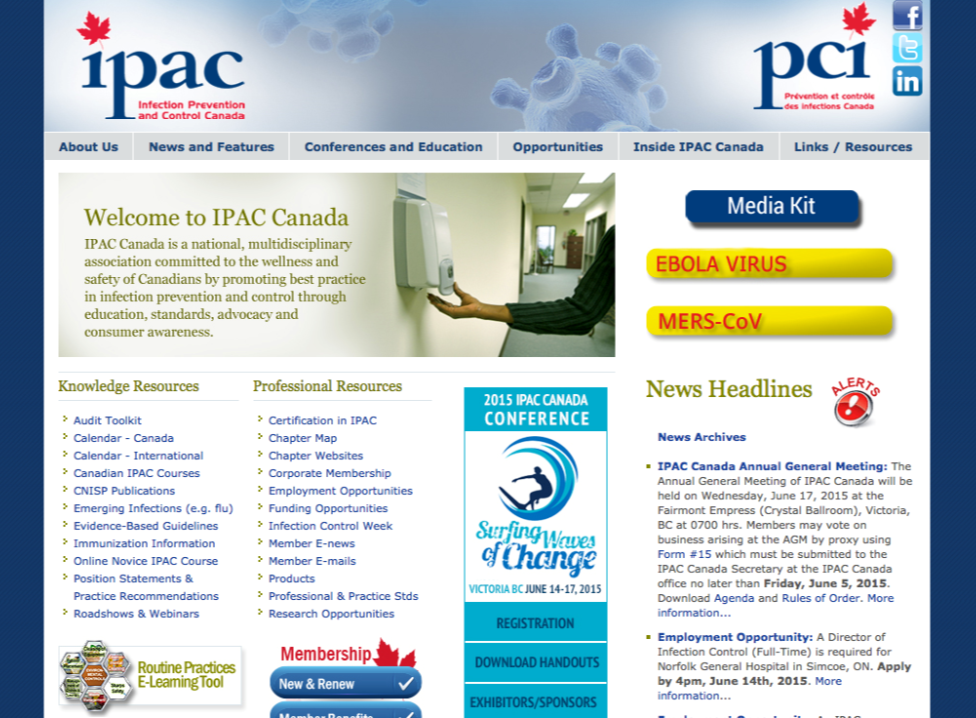 ipac
Infection Prevention
and Control Canada
pci
Prévention et contrôle
des infections Canada
f
t
in
About Us
News and Features
Conferences and Education
Opportunities
Inside IPAC Canada
Links / Resources
Welcome to IPAC Canada
IPAC Canada is a national, multidisciplinary
association committed to the wellness and
safety of Canadians by promoting best practice
in infection prevention and control through
education, standards, advocacy and
consumer awareness.
Media Kit
EBOLA VIRUS
MERS-CoV
Knowledge Resources
Audit Toolkit
Calendar - Canada
Calendar - International
Canadian IPAC Courses
CNISP Publications
Emerging Infections (e.g. flu)
Evidence-Based Guidelines
Immunization Information
Online Novice IPAC Course
Position Statements &
Practice Recommendations
Roadshows & Webinars
Routine Practices
E-Learning Tool
Professional Resources
Certification in IPAC
Chapter Map
Chapter Websites
Corporate Membership
Employment Opportunities
Funding Opportunities
Infection Control Week
Member E-news
Member E-mails
Products
Professional & Practice Stds
Research Opportunities
Membership
New & Renew
Member Benefits
2015 IPAC CANADA
CONFERENCE
Surfing Waves
of Change
VICTORIA BC JUNE 14-17, 2015
REGISTRATION
DOWNLOAD HANDOUTS
EXHIBITORS/SPONSORS
News Headlines
ALERTS
News Archives
IPAC Canada Annual General Meeting: The
Annual General Meeting of IPAC Canada will be
held on Wednesday, June 17, 2015 at the
Fairmont Empress (Crystal Ballroom), Victoria,
BC at 0700 hrs. Members may vote on
business arising at the AGM by proxy using
Form #15 which must be submitted to the
IPAC Canada Secretary at the IPAC Canada
office no later than Friday, June 5, 2015.
Download Agenda and Rules of Order. More
information...
Employment Opportunity: A Director of
Infection Control (Full-Time) is required for
Norfolk General Hospital in Simcoe, ON. Apply
by 4pm, June 14th, 2015. More
information...